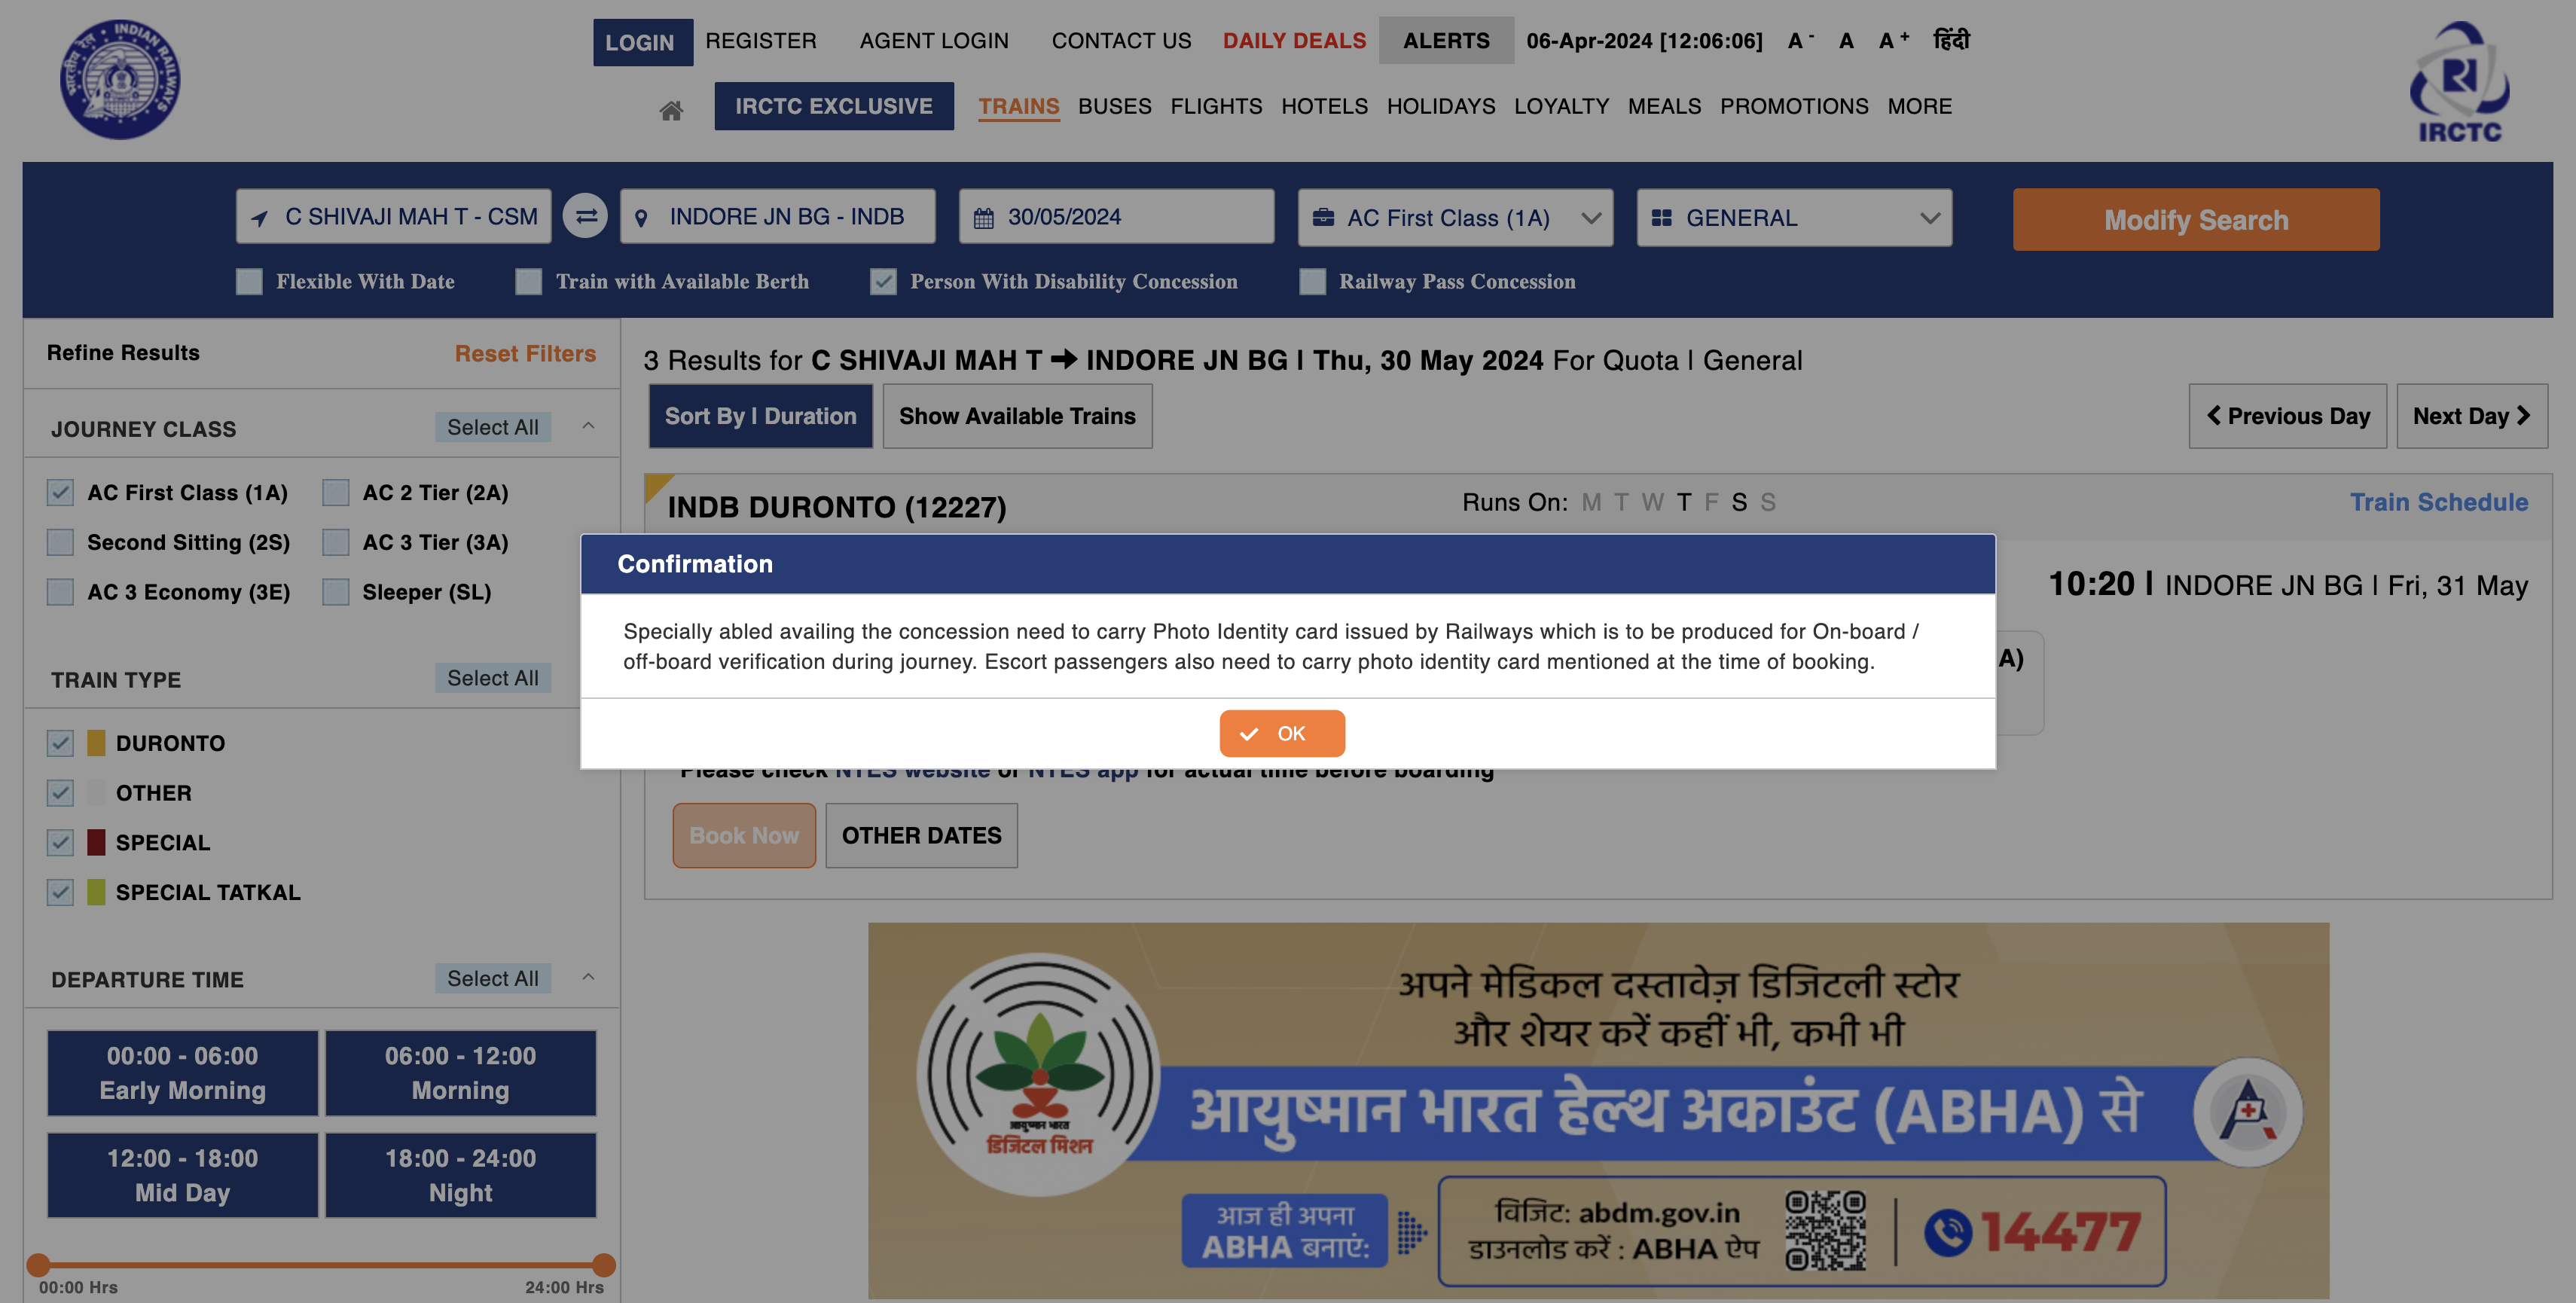 LOGIN REGISTER AGENT LOGIN CONTACT US DAILY DEALS ALERTS 06-Apr-2024 [12:06:06] A - A A + हिंदी
IRCTC EXCLUSIVE TRAINS BUSES FLIGHTS HOTELS HOLIDAYS LOYALTY MEALS PROMOTIONS MORE
भारतीय रेल INDIAN RAILWAYS
IRCTC
C SHIVAJI MAH T - CSM INDORE JN BG - INDB 30/05/2024 AC First Class (1A) GENERAL Modify Search
Flexible With Date Train with Available Berth Person With Disability Concession Railway Pass Concession
Refine Results Reset Filters
JOURNEY CLASS Select All
AC First Class (1A) AC 2 Tier (2A)
Second Sitting (2S) AC 3 Tier (3A)
AC 3 Economy (3E) Sleeper (SL)
TRAIN TYPE Select All
DURONTO
OTHER
SPECIAL
SPECIAL TATKAL
DEPARTURE TIME Select All
00:00 - 06:00 06:00 - 12:00
Early Morning Morning
12:00 - 18:00 18:00 - 24:00
Mid Day Night
00:00 Hrs 24:00 Hrs
3 Results for C SHIVAJI MAH T → INDORE JN BG | Thu, 30 May 2024 For Quota | General
Sort By | Duration Show Available Trains Previous Day Next Day
INDB DURONTO (12227) Runs On: M T W T F S S Train Schedule
10:20 | INDORE JN BG | Fri, 31 May
A)
Confirmation
Specially abled availing the concession need to carry Photo Identity card issued by Railways which is to be produced for On-board /
off-board verification during journey. Escort passengers also need to carry photo identity card mentioned at the time of booking.
OK
Please check NTES website or NTES app for actual time before boarding
Book Now OTHER DATES
अपने मेडिकल दस्तावेज़ डिजिटली स्टोर
और शेयर करें कहीं भी, कभी भी
आयुष्मान भारत हेल्थ अकाउंट (ABHA) से
आयुष्मान भारत
डिजिटल मिशन
आज ही अपना
ABHA बनाएं:
विजिट: abdm.gov.in
डाउनलोड करें : ABHA ऐप
14477